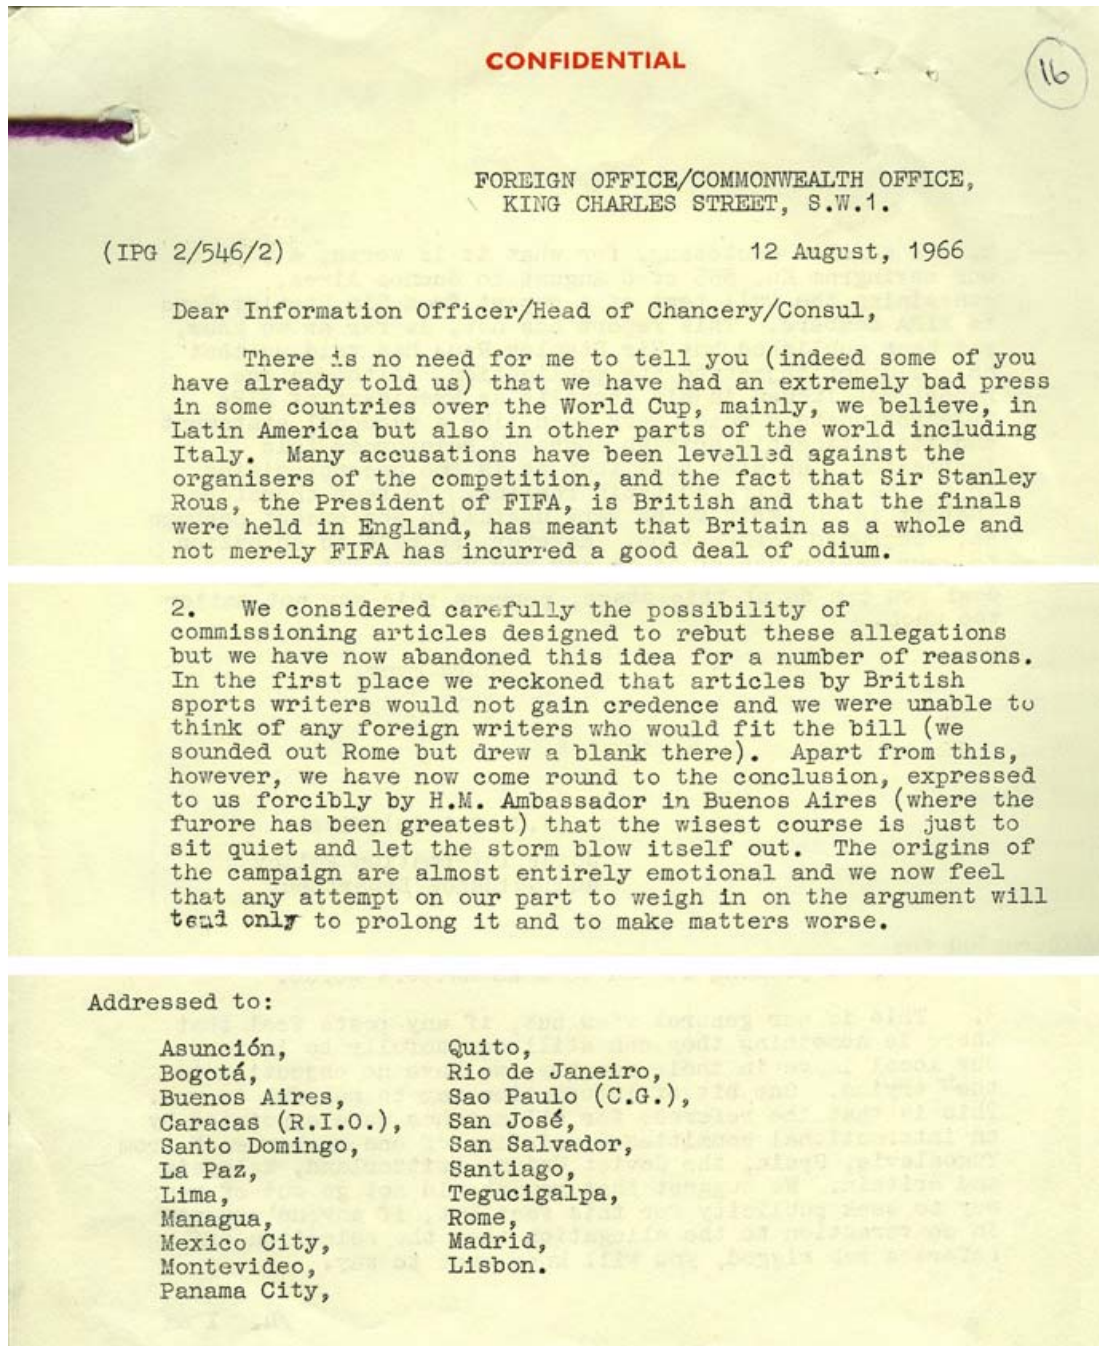 CONFIDENTIAL
16
FOREIGN OFFICE/COMMONWEALTH OFFICE,
KING CHARLES STREET, S.W.1.
(IPG 2/546/2)
12 August, 1966
Dear Information Officer/Head of Chancery/Consul,
There is no need for me to tell you (indeed some of you
have already told us) that we have had an extremely bad press
in some countries over the World Cup, mainly, we believe, in
Latin America but also in other parts of the world including
Italy. Many accusations have been levelled against the
organisers of the competition, and the fact that Sir Stanley
Rous, the President of FIFA, is British and that the finals
were held in England, has meant that Britain as a whole and
not merely FIFA has incurred a good deal of odium.
2. We considered carefully the possibility of
commissioning articles designed to rebut these allegations
but we have now abandoned this idea for a number of reasons.
In the first place we reckoned that articles by British
sports writers would not gain credence and we were unable to
think of any foreign writers who would fit the bill (we
sounded out Rome but drew a blank there). Apart from this,
however, we have now come round to the conclusion, expressed
to us forcibly by H.M. Ambassador in Buenos Aires (where the
furore has been greatest) that the wisest course is just to
sit quiet and let the storm blow itself out. The origins of
the campaign are almost entirely emotional and we now feel
that any attempt on our part to weigh in on the argument will
tend only to prolong it and to make matters worse.
Addressed to:
Asunción,
Bogotá,
Buenos Aires,
Caracas (R.I.O.),
Santo Domingo,
La Paz,
Lima,
Managua,
Mexico City,
Montevideo,
Panama City,
Quito,
Rio de Janeiro,
Sao Paulo (C.G.),
San José,
San Salvador,
Santiago,
Tegucigalpa,
Rome,
Madrid,
Lisbon.